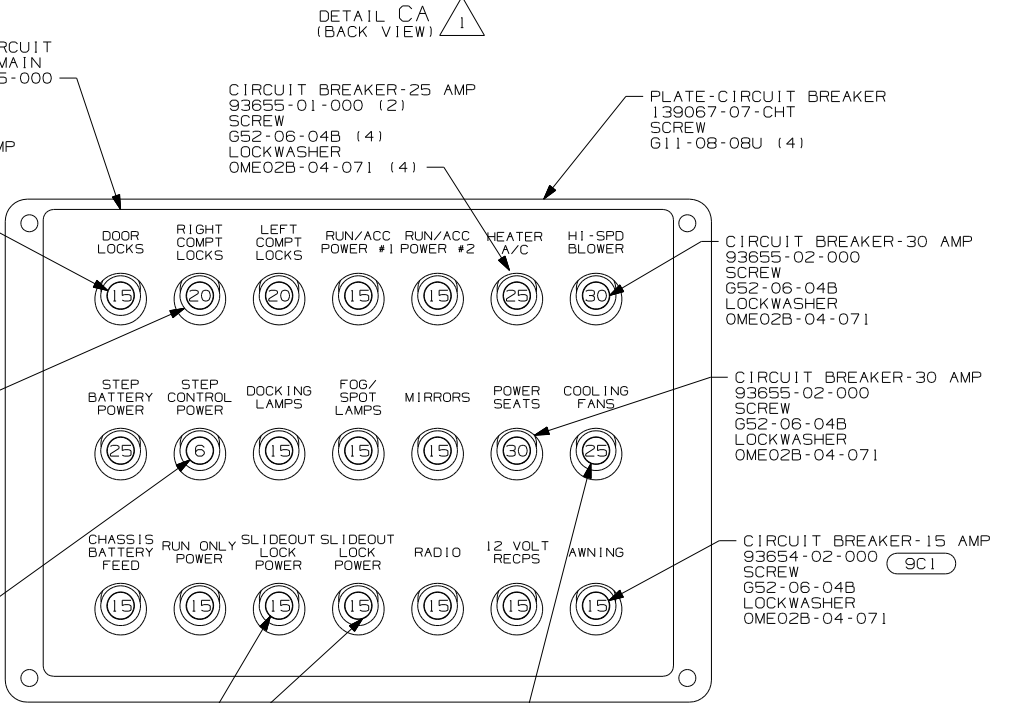 DETAIL CA
(BACK VIEW)
1
RCUIT
MAIN
5-000
MP
CIRCUIT BREAKER-25 AMP
93655-01-000 (2)
SCREW
G52-06-04B (4)
LOCKWASHER
OME02B-04-071 (4)
PLATE-CIRCUIT BREAKER
139067-07-CHT
SCREW
G11-08-08U (4)
DOOR
LOCKS
RIGHT
COMPT
LOCKS
LEFT
COMPT
LOCKS
RUN/ACC
POWER #1
RUN/ACC
POWER #2
HEATER
A/C
HI-SPD
BLOWER
15 20 20 15 15 25 30
CIRCUIT BREAKER-30 AMP
93655-02-000
SCREW
G52-06-04B
LOCKWASHER
OME02B-04-071
STEP
BATTERY
POWER
STEP
CONTROL
POWER
DOCKING
LAMPS
FOG/
SPOT
LAMPS
MIRRORS
POWER
SEATS
COOLING
FANS
25 6 15 15 15 30 25
CIRCUIT BREAKER-30 AMP
93655-02-000
SCREW
G52-06-04B
LOCKWASHER
OME02B-04-071
CHASSIS
BATTERY
FEED
RUN ONLY
POWER
SLIDEOUT
LOCK
POWER
SLIDEOUT
LOCK
POWER
RADIO
12 VOLT
RECPS
AWNING
15 15 15 15 15 15 15
CIRCUIT BREAKER-15 AMP
93654-02-000 9C1
SCREW
G52-06-04B
LOCKWASHER
OME02B-04-071